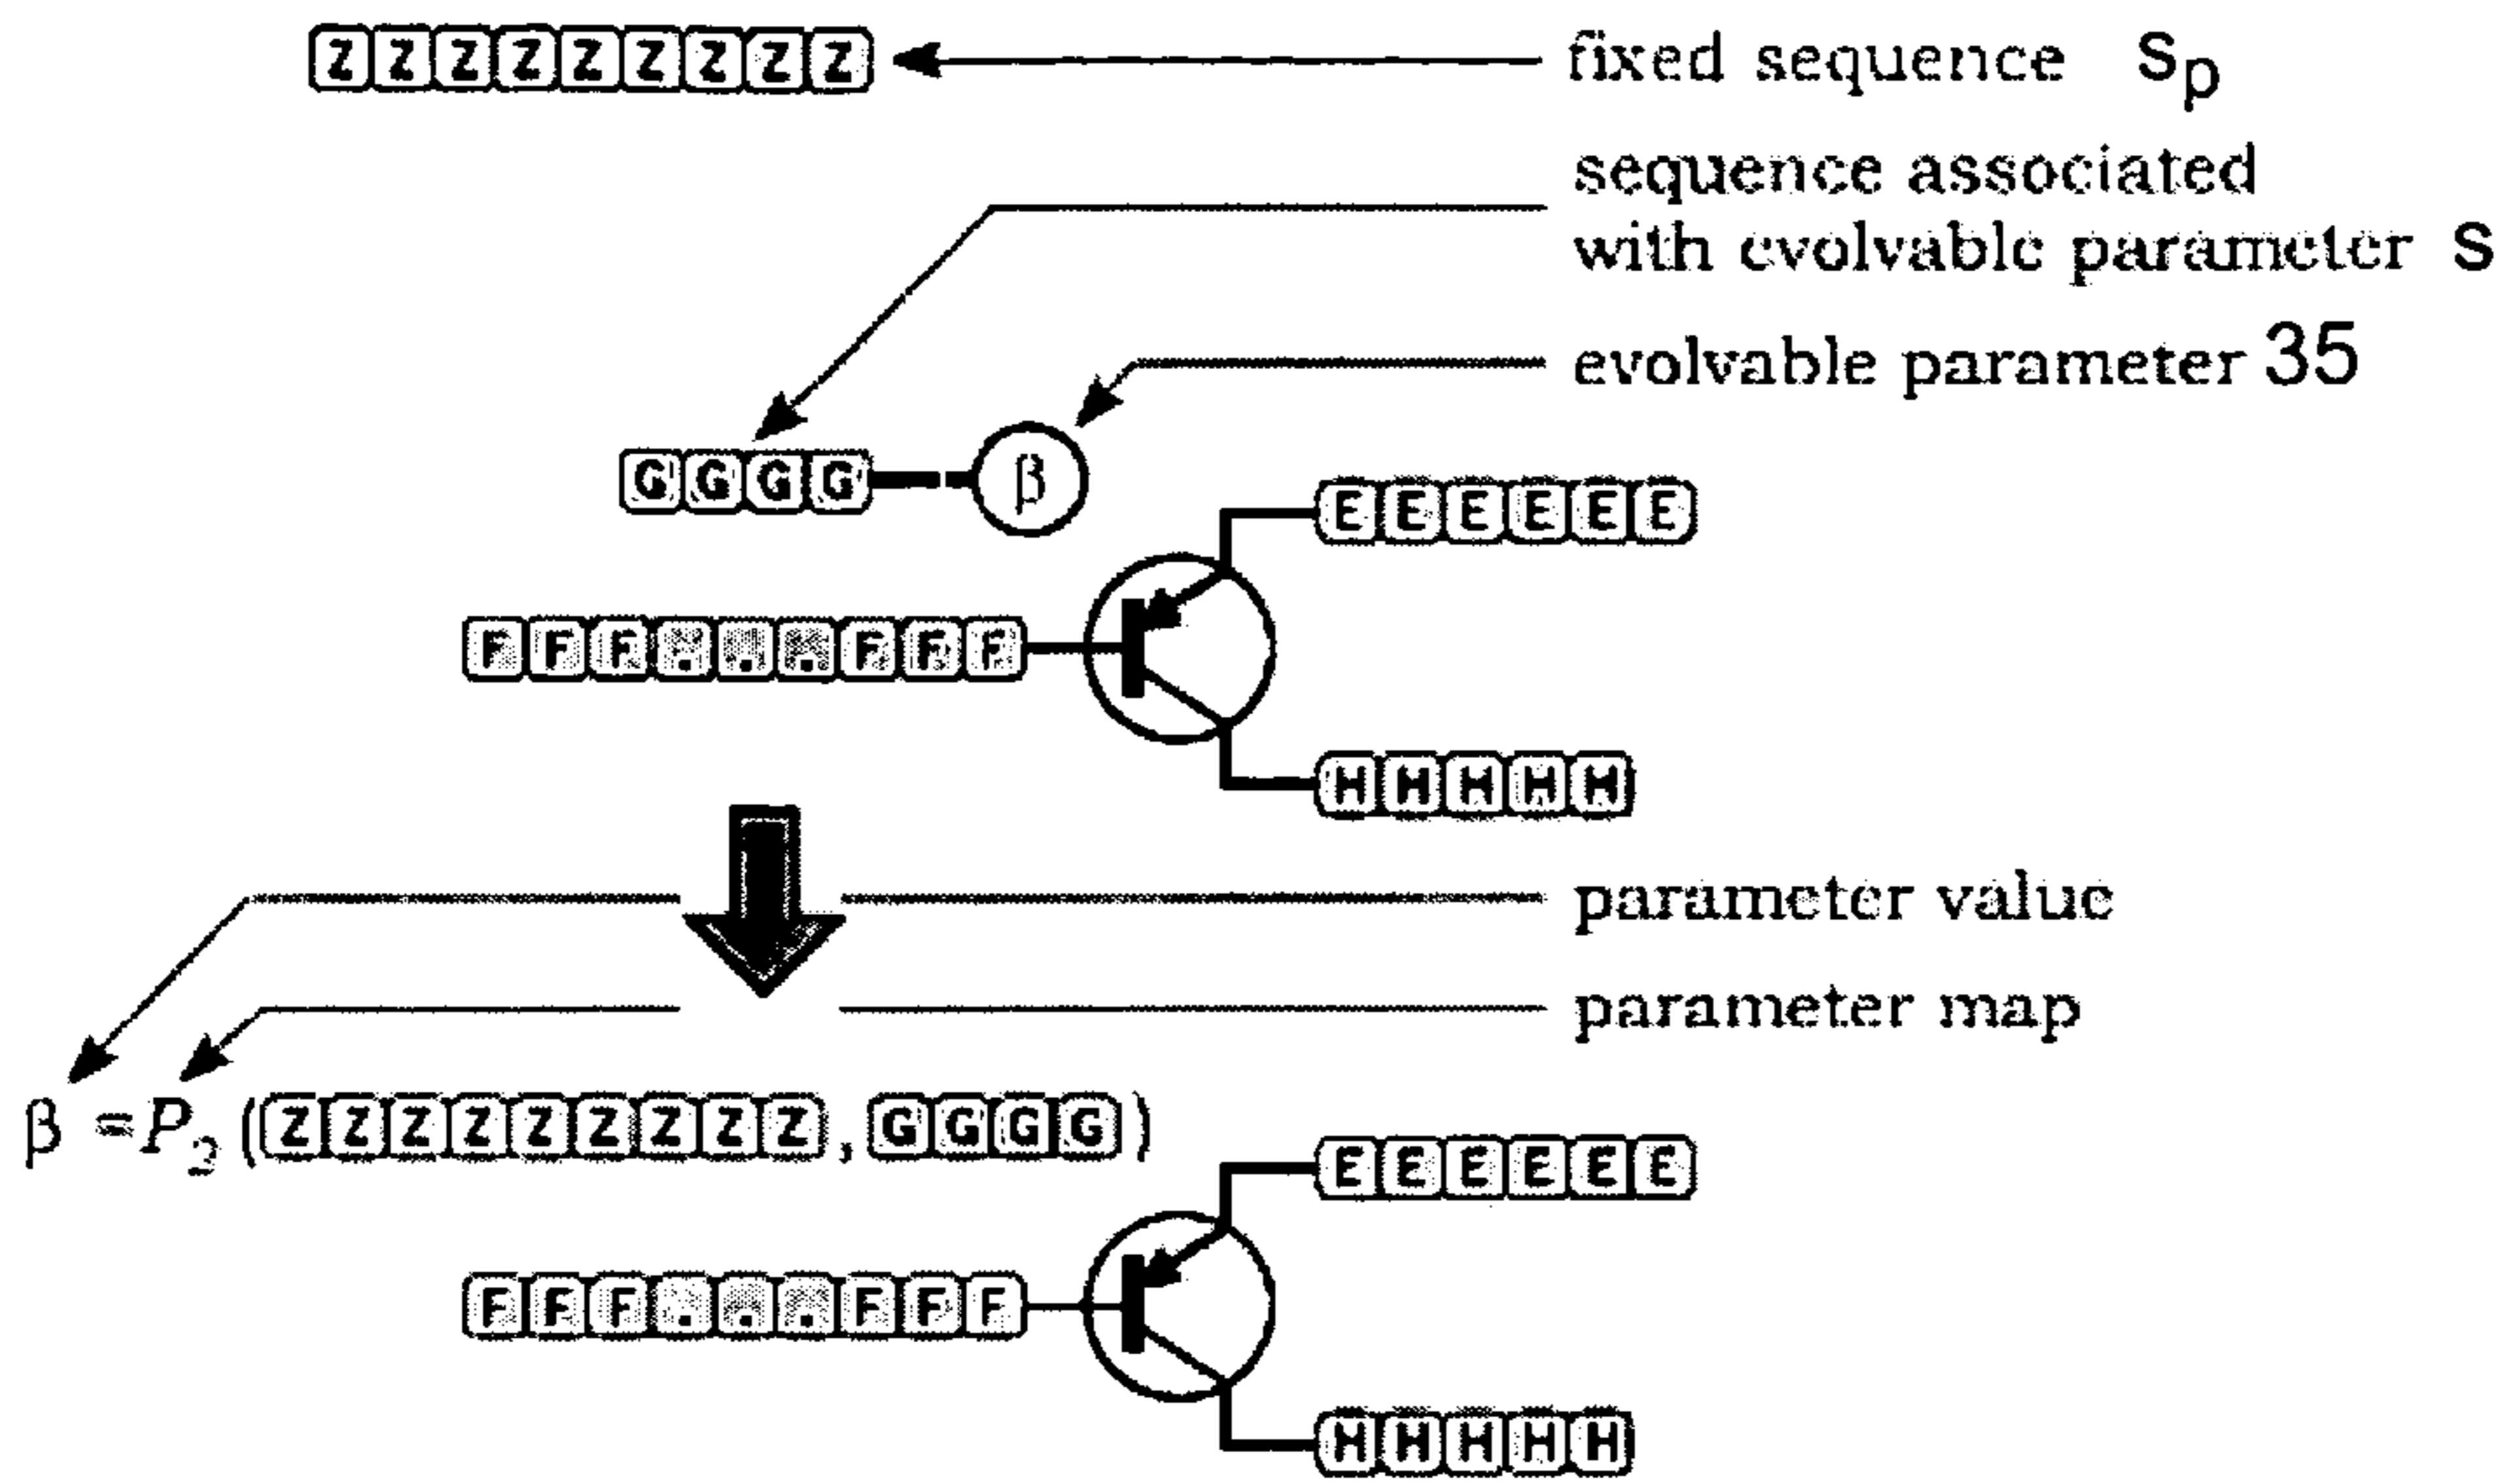 ZZZZZZZZZ fixed sequence Sp
sequence associated
with evolvable parameter S
evolvable parameter 35
GGGG β
EEEEEE
FFF...FFF
HHHHH
parameter value
parameter map
β = P2 (ZZZZZZZZZ, GGGG)
EEEEEE
FFF...FFF
HHHHH